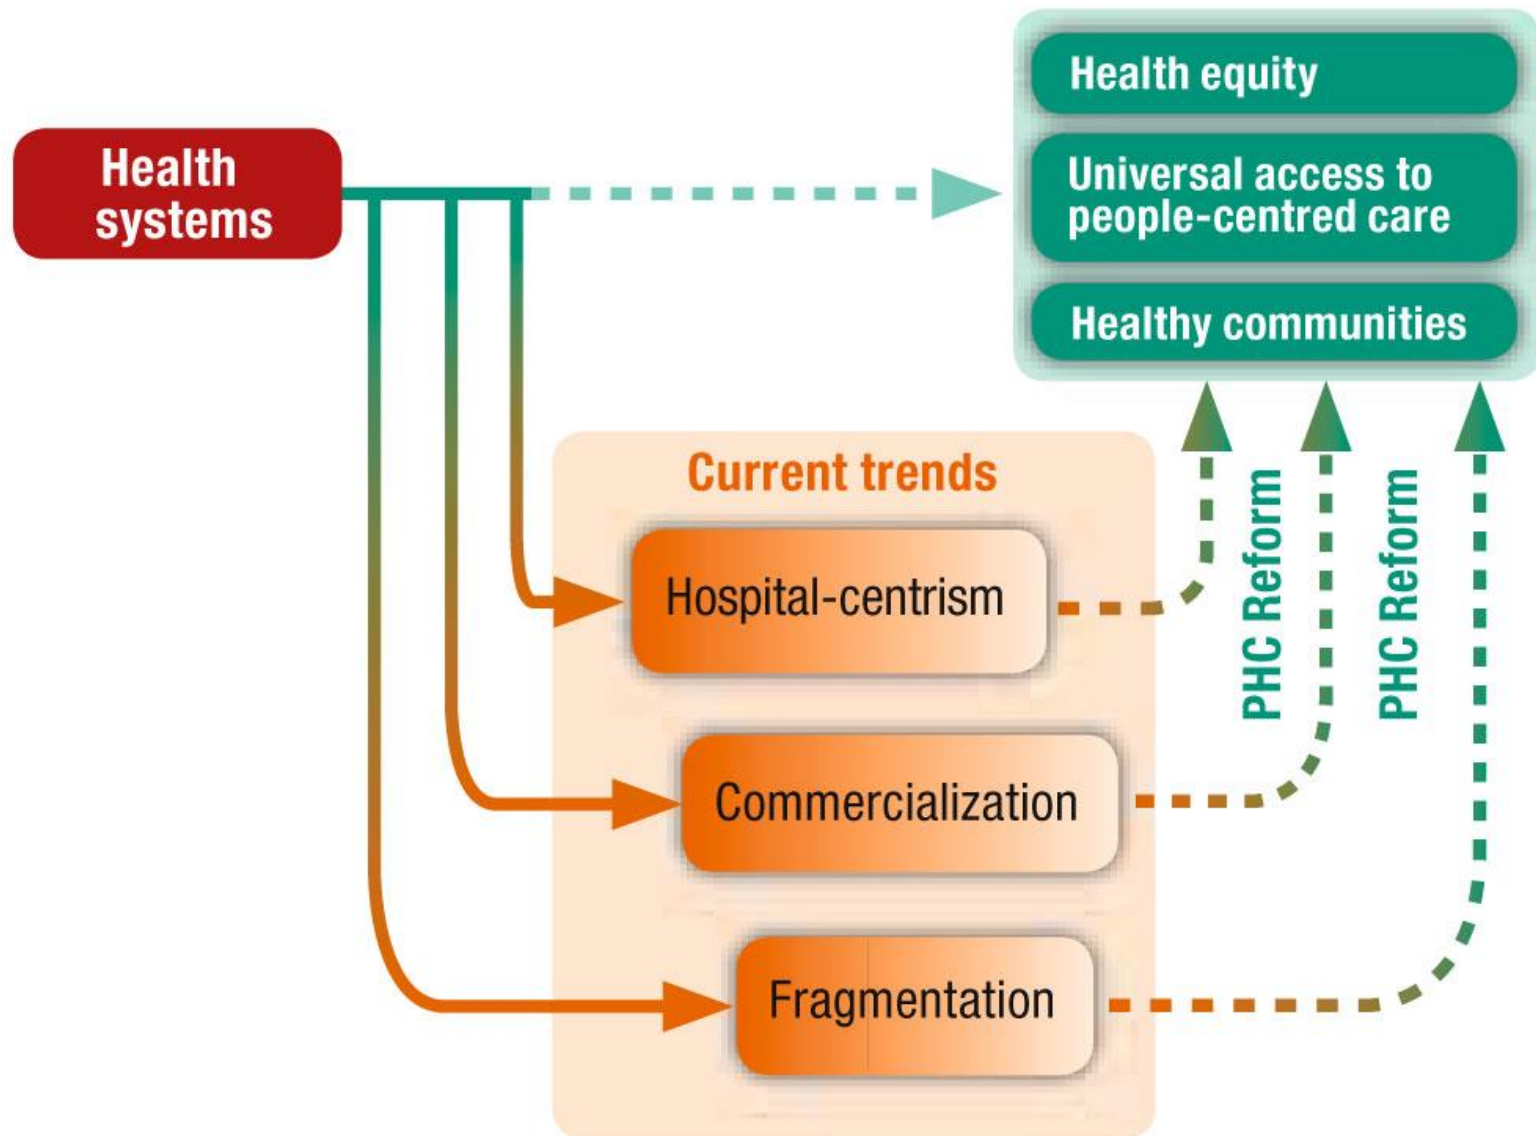 Health
systems
Health equity
Universal access to
people-centred care
Healthy communities
Current trends
Hospital-centrism
Commercialization
Fragmentation
PHC Reform
PHC Reform